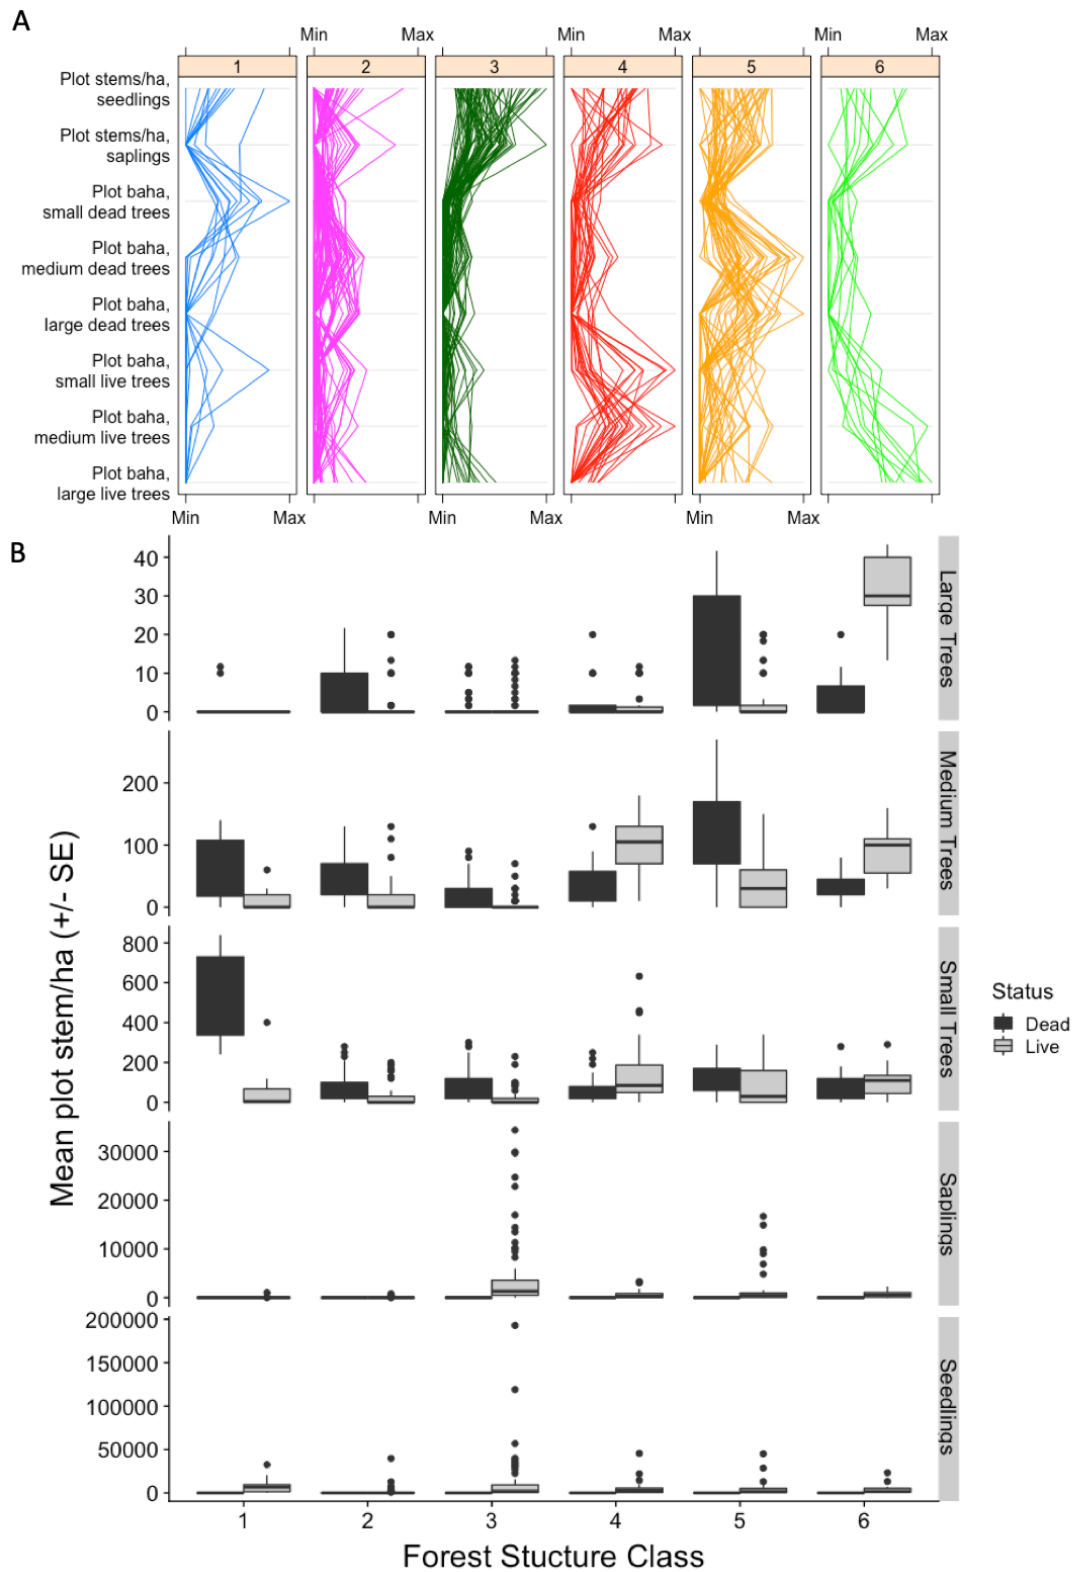 A
Min Max Min Max Min Max
1 2 3 4 5 6
Plot stems/ha,
seedlings
Plot stems/ha,
saplings
Plot baha,
small dead trees
Plot baha,
medium dead trees
Plot baha,
large dead trees
Plot baha,
small live trees
Plot baha,
medium live trees
Plot baha,
large live trees
Min Max Min Max Min Max
B
Mean plot stem/ha (+/- SE)
40
30
20
10
0
Large Trees
200
100
0
Medium Trees
800
600
400
200
0
Small Trees
30000
20000
10000
0
Saplings
200000
150000
100000
50000
0
Seedlings
1 2 3 4 5 6
Forest Stucture Class
Status
Dead
Live